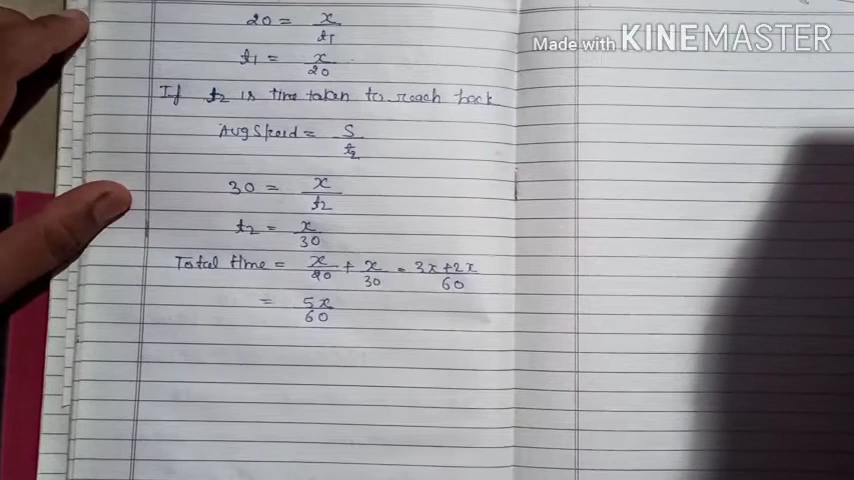 20 = x/t1
Made with KINEMASTER
t1 = x/20
If t2 is time taken to reach back
Avg Speed = S/t2
30 = x/t2
t2 = x/30
Total time = x/20 + x/30 = 3x+2x/60
= 5x/60